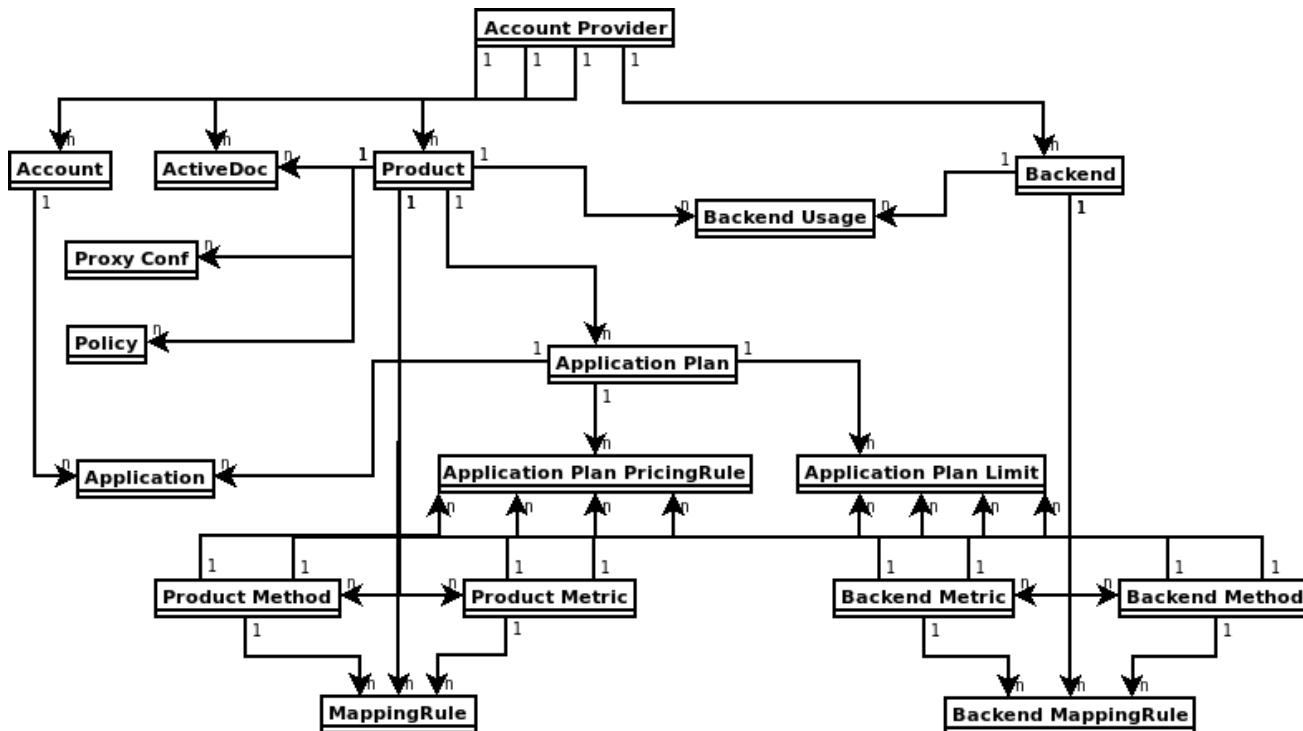 Account Provider
1 1 1 1
n n n n
Account
ActiveDoc
n
1
Product
1
Backend
1
1
1
1
n
Backend Usage
n
1
Proxy Conf
n
Policy
n
n
1
Application Plan
1
1
n
n
n
Application
n
Application Plan PricingRule
Application Plan Limit
n n n n n n n n
1 1 1 1 1 1 1 1
Product Method
n
n
Product Metric
Backend Metric
n
n
Backend Method
1 1 1 1
n n n n n n
MappingRule
Backend MappingRule